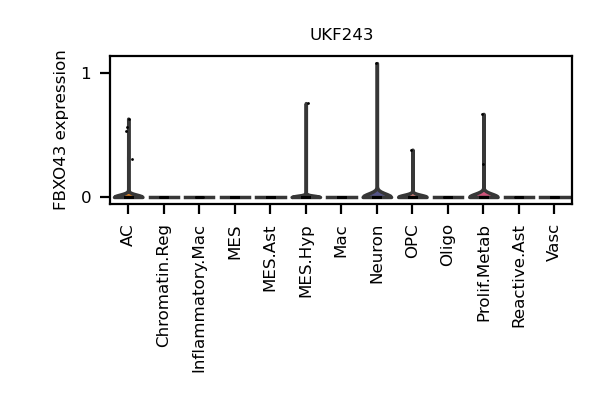 UKF243
FBXO43 expression
1
0
AC
Chromatin.Reg
Inflammatory.Mac
MES
MES.Ast
MES.Hyp
Mac
Neuron
OPC
Oligo
Prolif.Metab
Reactive.Ast
Vasc